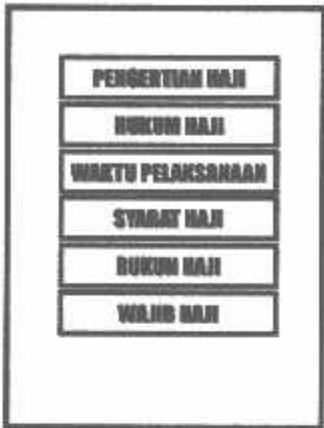 PENGERTIAN HAJI
HUKUM HAJI
WAKTU PELAKSANAAN
SYARAT HAJI
RUKUN HAJI
WAJIB HAJI